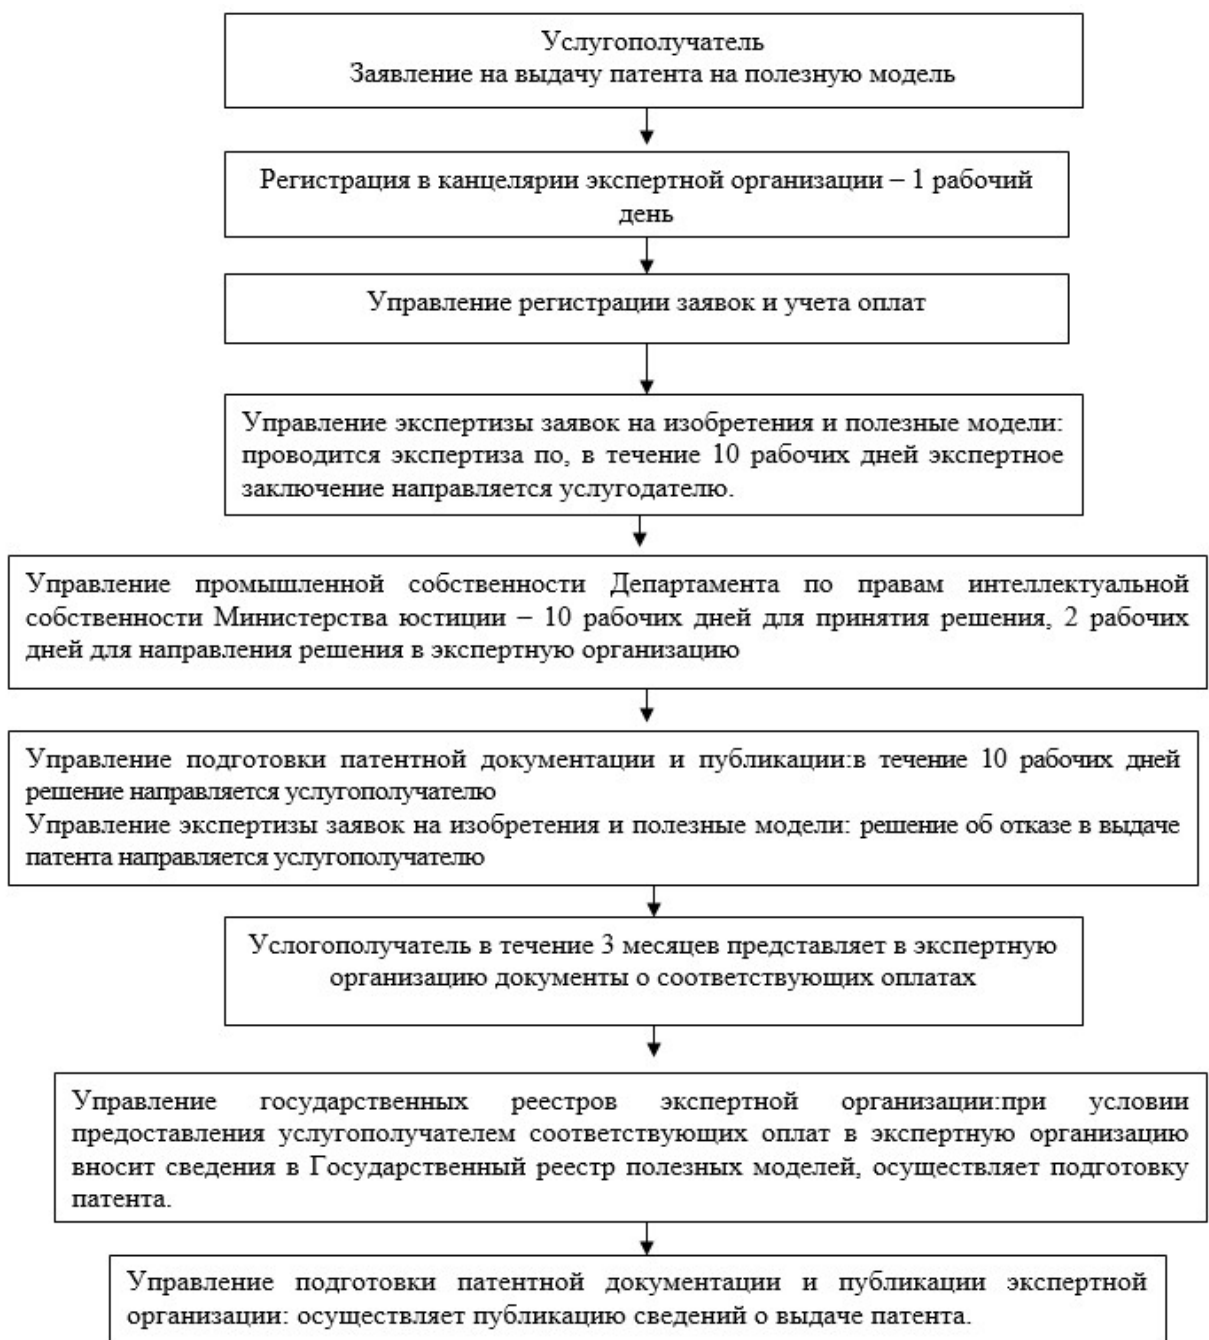 Услугополучатель
Заявление на выдачу патента на полезную модель
Регистрация в канцелярии экспертной организации – 1 рабочий
день
Управление регистрации заявок и учета оплат
Управление экспертизы заявок на изобретения и полезные модели:
проводится экспертиза по, в течение 10 рабочих дней экспертное
заключение направляется услугодателю.
Управление промышленной собственности Департамента по правам интеллектуальной
собственности Министерства юстиции – 10 рабочих дней для принятия решения, 2 рабочих
дней для направления решения в экспертную организацию
Управление подготовки патентной документации и публикации:в течение 10 рабочих дней
решение направляется услугополучателю
Управление экспертизы заявок на изобретения и полезные модели: решение об отказе в выдаче
патента направляется услугополучателю
Услогополучатель в течение 3 месяцев представляет в экспертную
организацию документы о соответствующих оплатах
Управление государственных реестров экспертной организации:при условии
предоставления услугополучателем соответствующих оплат в экспертную организацию
вносит сведения в Государственный реестр полезных моделей, осуществляет подготовку
патента.
Управление подготовки патентной документации и публикации экспертной
организации: осуществляет публикацию сведений о выдаче патента.